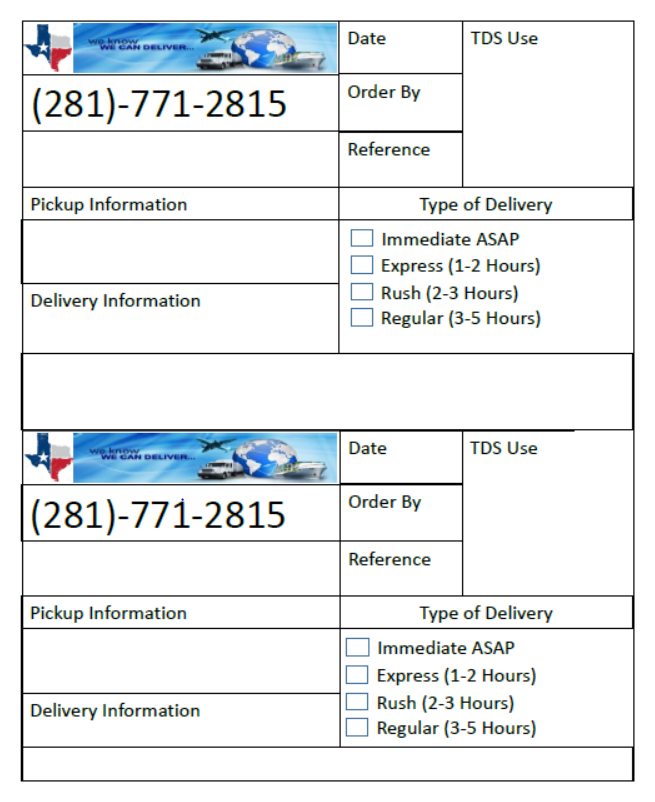 we know
WE CAN DELIVER...
Date
TDS Use
(281)-771-2815
Order By
Reference
Pickup Information
Type of Delivery
Immediate ASAP
Express (1-2 Hours)
Rush (2-3 Hours)
Regular (3-5 Hours)
Delivery Information
we know
WE CAN DELIVER...
Date
TDS Use
(281)-771-2815
Order By
Reference
Pickup Information
Type of Delivery
Immediate ASAP
Express (1-2 Hours)
Rush (2-3 Hours)
Regular (3-5 Hours)
Delivery Information